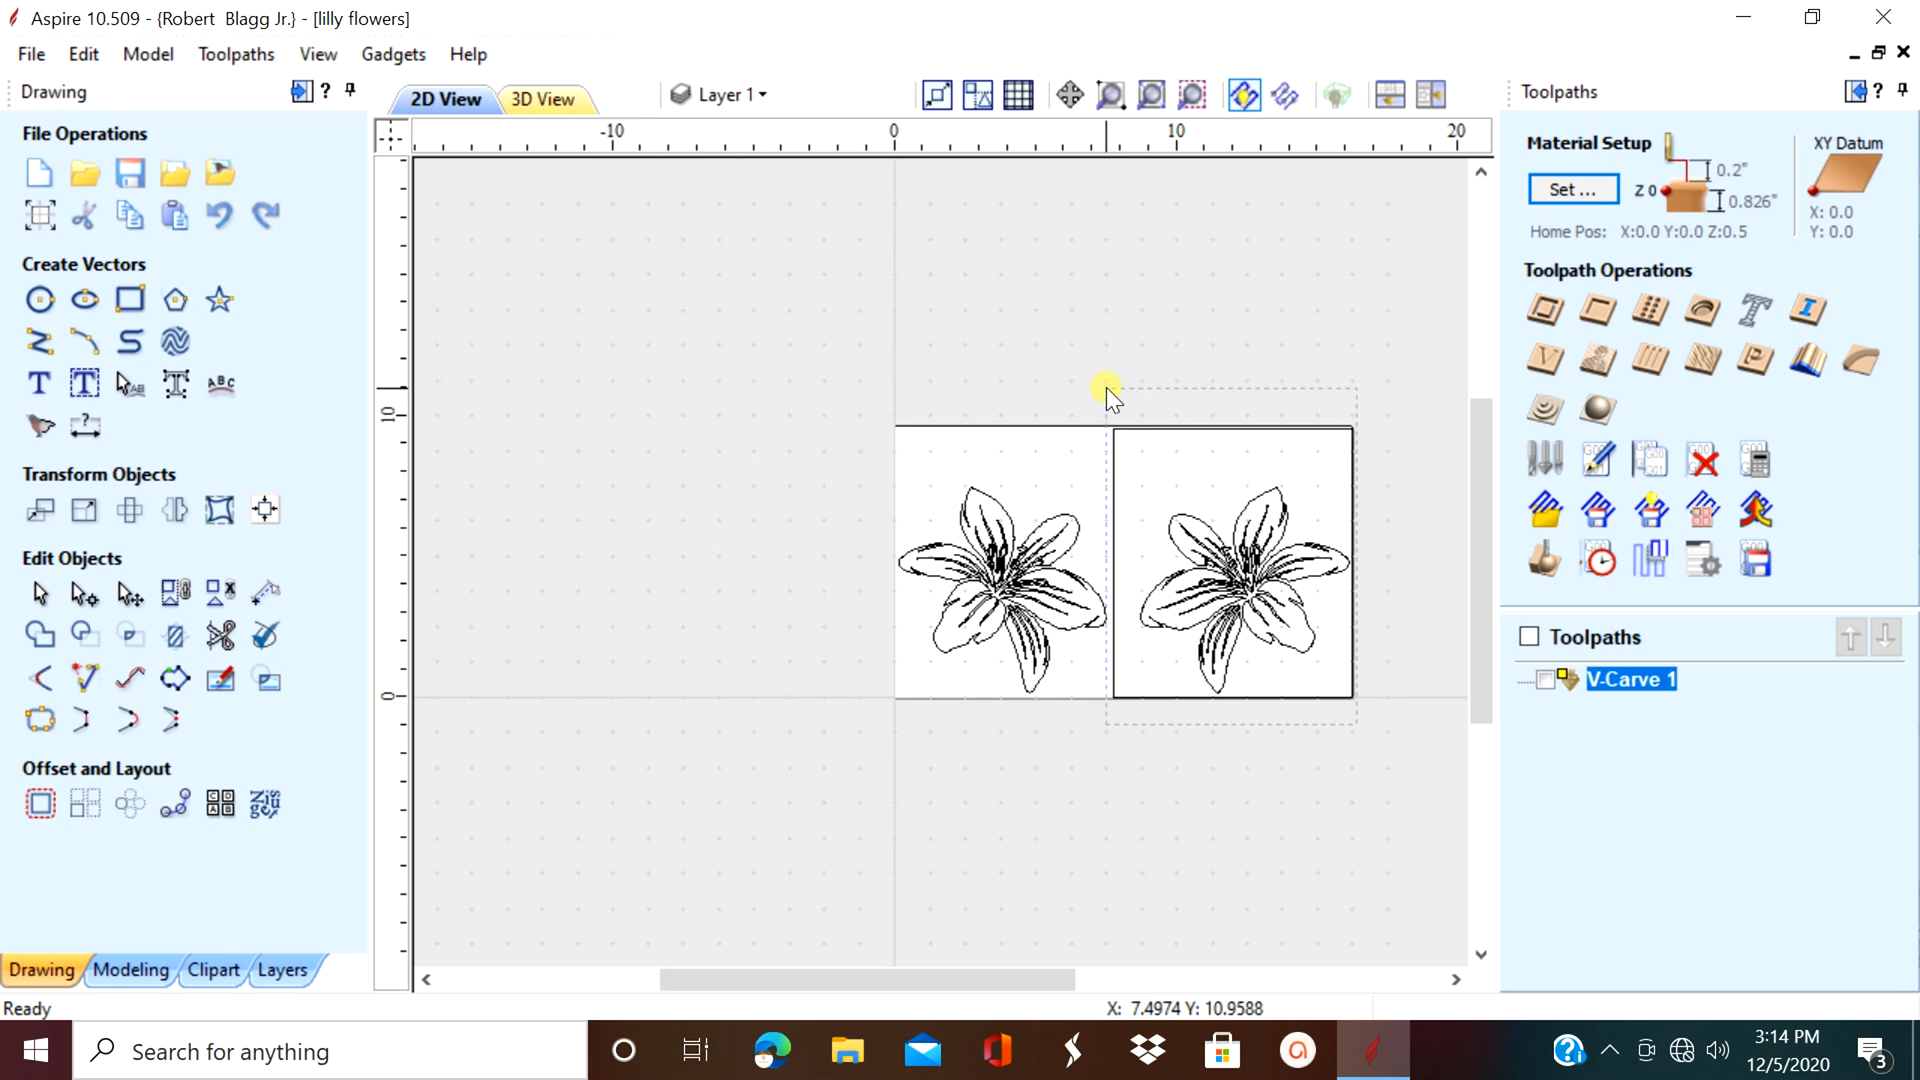 Aspire 10.509 - {Robert Blagg Jr.} - [lilly flowers]
File Edit Model Toolpaths View Gadgets Help
Drawing ?
2D View 3D View Layer 1
Toolpaths ?
File Operations
Create Vectors
Transform Objects
Edit Objects
Offset and Layout
Drawing Modeling Clipart Layers
-10 0 10 20
10
0
Material Setup
Set ...
Z 0
0.2"
0.826"
XY Datum
X: 0.0
Y: 0.0
Home Pos: X:0.0 Y:0.0 Z:0.5
Toolpath Operations
Toolpaths
V-Carve 1
Ready
X: 7.4974 Y: 10.9588
Search for anything
3:14 PM
12/5/2020
3